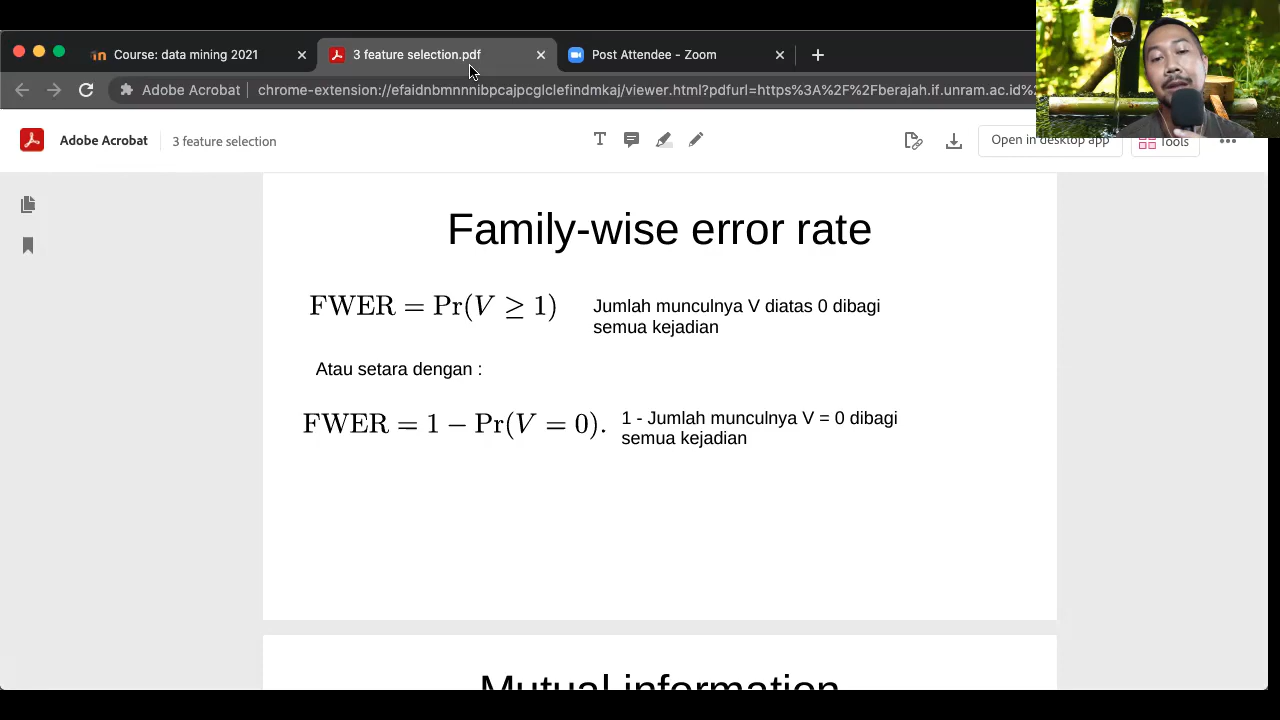 Course: data mining 2021
3 feature selection.pdf
Post Attendee - Zoom
Adobe Acrobat
chrome-extension://efaidnbmnnnibpcajpcglclefindmkaj/viewer.html?pdfurl=https%3A%2F%2Fberajah.if.unram.ac.id%
Adobe Acrobat
3 feature selection
Open in desktop app
Tools
Family-wise error rate
FWER = Pr(V ≥ 1)
Jumlah munculnya V diatas 0 dibagi
semua kejadian
Atau setara dengan :
FWER = 1 − Pr(V = 0).
1 - Jumlah munculnya V = 0 dibagi
semua kejadian
Mutual information